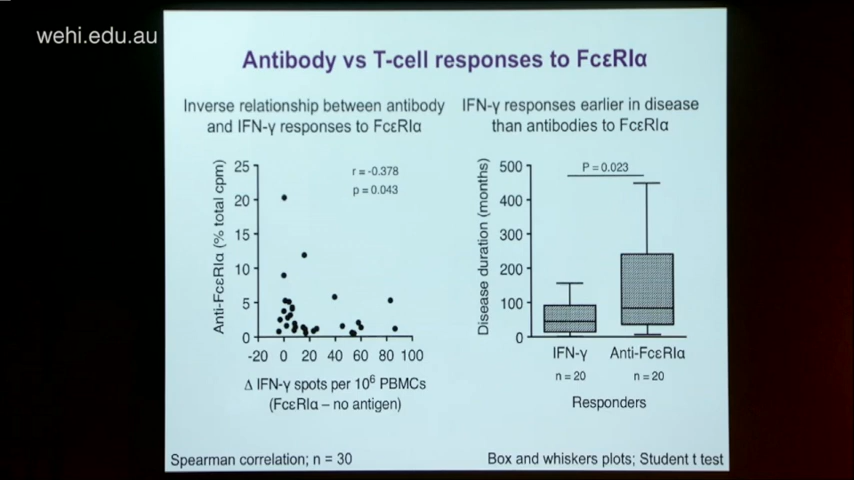 wehi.edu.au
Antibody vs T-cell responses to FcεRIα
Inverse relationship between antibody
and IFN-γ responses to FcεRIα
r = -0.378
p = 0.043
Anti-FcεRIα (% total cpm)
25
20
15
10
5
0
-20 0 20 40 60 80 100
Δ IFN-γ spots per 10⁶ PBMCs
(FcεRIα – no antigen)
IFN-γ responses earlier in disease
than antibodies to FcεRIα
P = 0.023
Disease duration (months)
500
400
300
200
100
0
IFN-γ Anti-FcεRIα
n = 20 n = 20
Responders
Spearman correlation; n = 30
Box and whiskers plots; Student t test